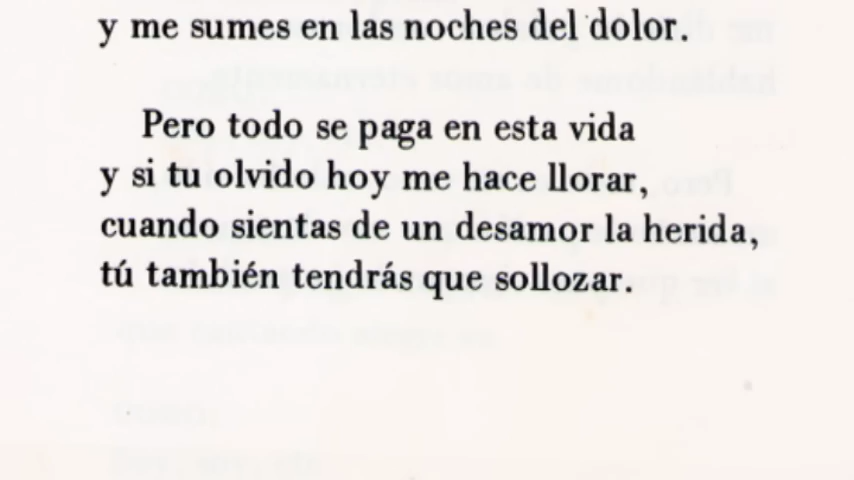 y me sumes en las noches del dolor.
Pero todo se paga en esta vida
y si tu olvido hoy me hace llorar,
cuando sientas de un desamor la herida,
tú también tendrás que sollozar.